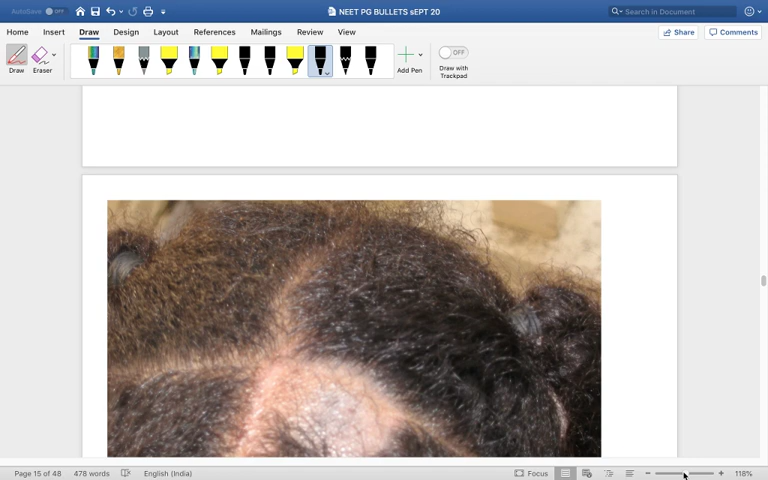 AutoSave OFF
NEET PG BULLETS sEPT 20
Search in Document
Home Insert Draw Design Layout References Mailings Review View Share Comments
Draw Eraser Add Pen OFF
Draw with
Trackpad
Page 15 of 48 478 words English (India) Focus 118%